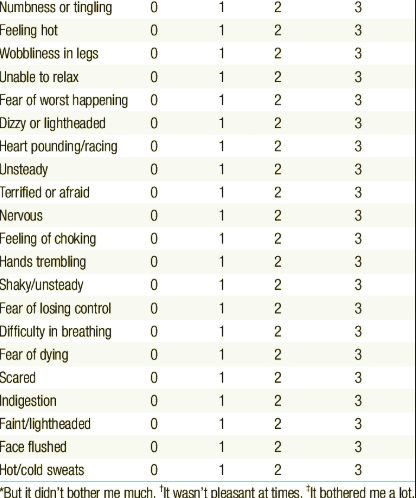 Numbness or tingling 0 1 2 3
Feeling hot 0 1 2 3
Wobbliness in legs 0 1 2 3
Unable to relax 0 1 2 3
Fear of worst happening 0 1 2 3
Dizzy or lightheaded 0 1 2 3
Heart pounding/racing 0 1 2 3
Unsteady 0 1 2 3
Terrified or afraid 0 1 2 3
Nervous 0 1 2 3
Feeling of choking 0 1 2 3
Hands trembling 0 1 2 3
Shaky/unsteady 0 1 2 3
Fear of losing control 0 1 2 3
Difficulty in breathing 0 1 2 3
Fear of dying 0 1 2 3
Scared 0 1 2 3
Indigestion 0 1 2 3
Faint/lightheaded 0 1 2 3
Face flushed 0 1 2 3
Hot/cold sweats 0 1 2 3
*But it didn't bother me much. †It wasn't pleasant at times. ‡It bothered me a lot.